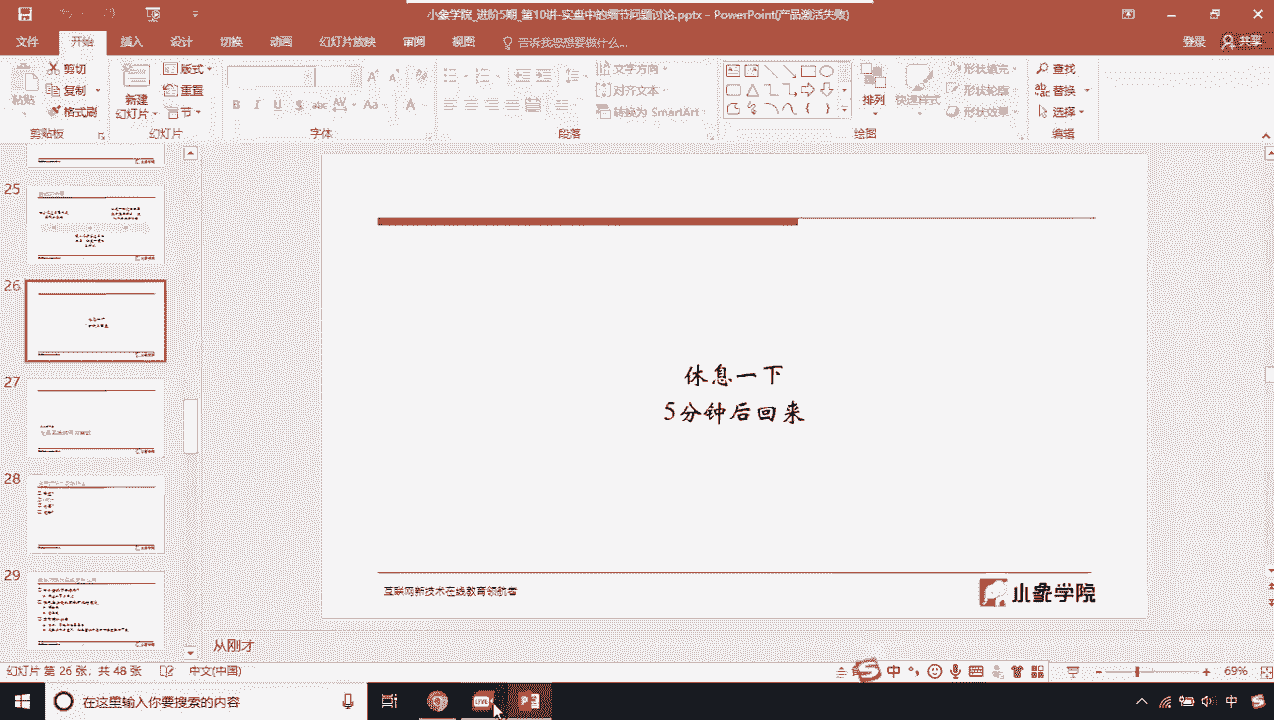 小象学院_进阶5期_第10讲-实盘中的细节问题讨论.pptx - PowerPoint(产品激活失败)
文件 开始 插入 设计 切换 动画 幻灯片放映 审阅 视图 告诉我您想要做什么... 登录 共享
粘贴 剪切 复制 格式刷 剪贴板
新建 幻灯片 版式 重置 节 幻灯片
B I U S abc AV Aa A 字体
文字方向 对齐文本 转换为 SmartArt 段落
排列 快速样式 形状填充 形状轮廓 形状效果 绘图
查找 替换 选择 编辑
25
26
27
28
29
休息一下
5分钟后回来
互联网新技术在线教育领航者
小象学院
从刚才
幻灯片 第 26 张，共 48 张 中文(中国) 中 69%
在这里输入你要搜索的内容 LIVE 中